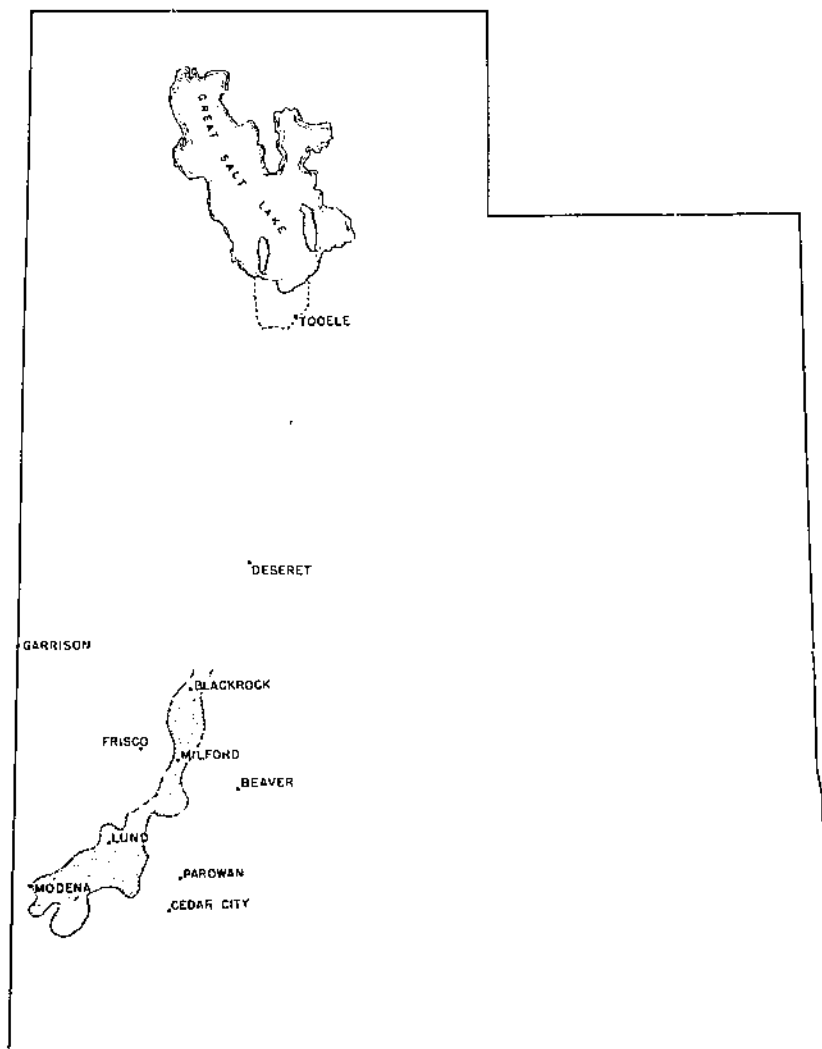 GREAT SALT LAKE
TOOELE
DESERET
GARRISON
BLACKROCK
FRISCO
MILFORD
BEAVER
LUND
PAROWAN
MODENA
CEDAR CITY